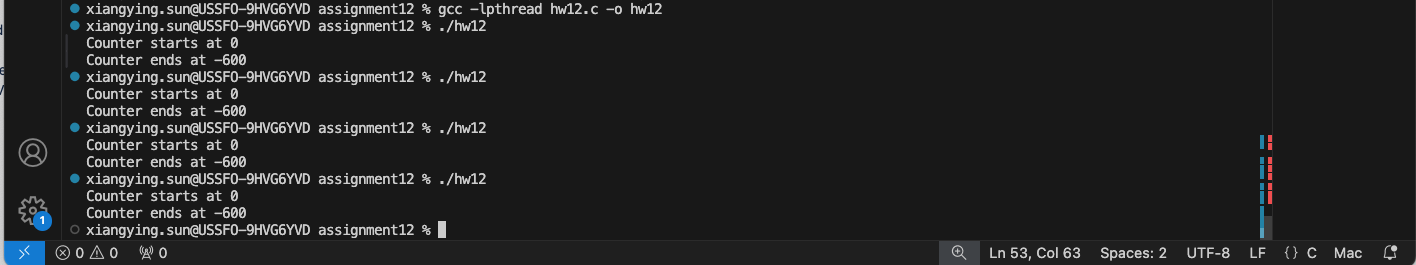 xiangying.sun@USSFO-9HVG6YVD assignment12 % gcc -lpthread hw12.c -o hw12
xiangying.sun@USSFO-9HVG6YVD assignment12 % ./hw12
Counter starts at 0
Counter ends at -600
xiangying.sun@USSFO-9HVG6YVD assignment12 % ./hw12
Counter starts at 0
Counter ends at -600
xiangying.sun@USSFO-9HVG6YVD assignment12 % ./hw12
Counter starts at 0
Counter ends at -600
xiangying.sun@USSFO-9HVG6YVD assignment12 % ./hw12
Counter starts at 0
Counter ends at -600
xiangying.sun@USSFO-9HVG6YVD assignment12 %
1
0 0 0 Ln 53, Col 63 Spaces: 2 UTF-8 LF {} C Mac